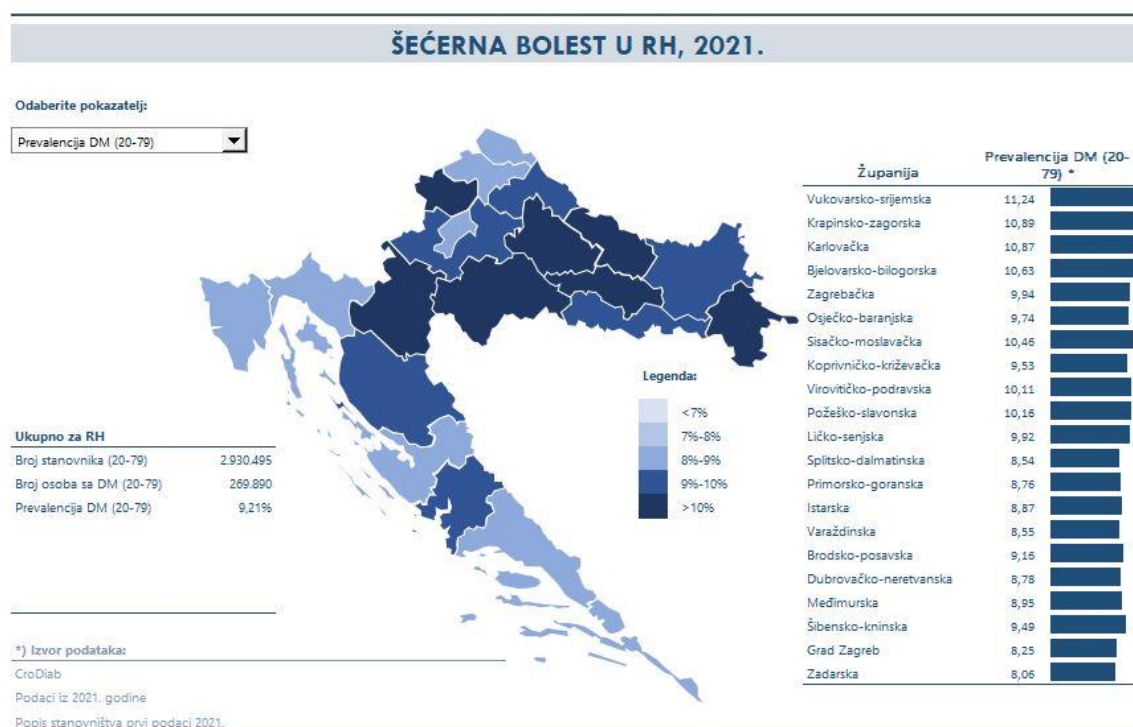 ŠEĆERNA BOLEST U RH, 2021.
Odaberite pokazatelj:
Prevalencija DM (20-79)
Ukupno za RH
Broj stanovnika (20-79) 2.930.495
Broj osoba sa DM (20-79) 269.890
Prevalencija DM (20-79) 9,21%
*) Izvor podataka:
CroDiab
Podaci iz 2021. godine
Popis stanovništva prvi podaci 2021.
Legenda:
<7%
7%-8%
8%-9%
9%-10%
>10%
Županija Prevalencija DM (20-
79) *
Vukovarsko-srijemska 11,24
Krapinsko-zagorska 10,89
Karlovačka 10,87
Bjelovarsko-bilogorska 10,63
Zagrebačka 9,94
Osječko-baranjska 9,74
Sisačko-moslavačka 10,46
Koprivničko-križevačka 9,53
Virovitičko-podravska 10,11
Požeško-slavonska 10,16
Ličko-senjska 9,92
Splitsko-dalmatinska 8,54
Primorsko-goranska 8,76
Istarska 8,87
Varaždinska 8,55
Brodsko-posavska 9,16
Dubrovačko-neretvanska 8,78
Međimurska 8,95
Šibensko-kninska 9,49
Grad Zagreb 8,25
Zadarska 8,06